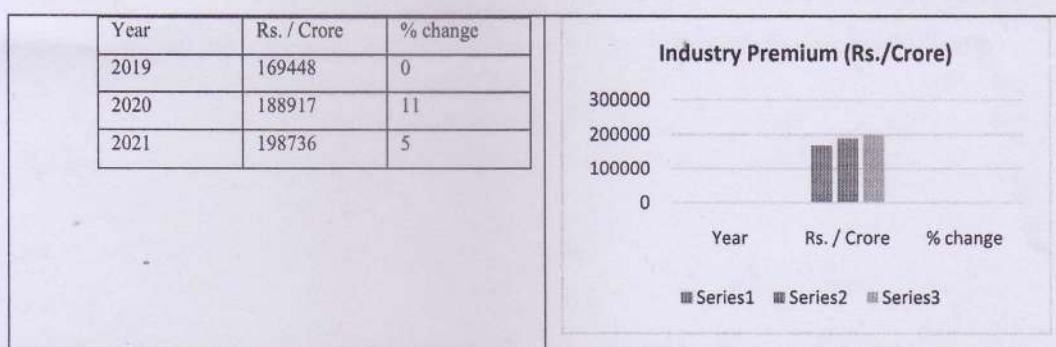 Year Rs. / Crore % change
2019 169448 0
2020 188917 11
2021 198736 5
Industry Premium (Rs./Crore)
300000
200000
100000
0
Year Rs. / Crore % change
Series1 Series2 Series3